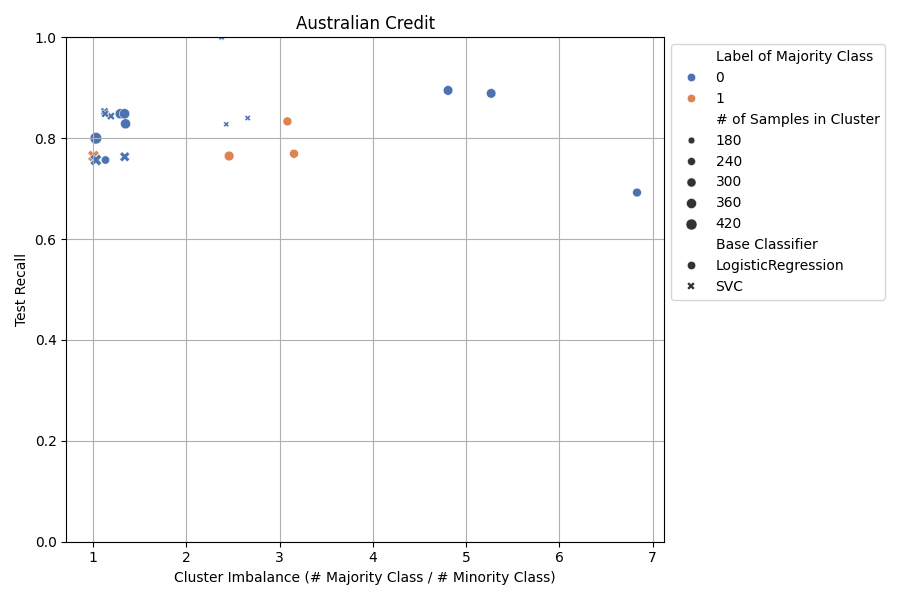 Australian Credit
1.0
0.8
0.6
0.4
0.2
0.0
Test Recall
1
2
3
4
5
6
7
Cluster Imbalance (# Majority Class / # Minority Class)
Label of Majority Class
0
1
# of Samples in Cluster
180
240
300
360
420
Base Classifier
LogisticRegression
SVC